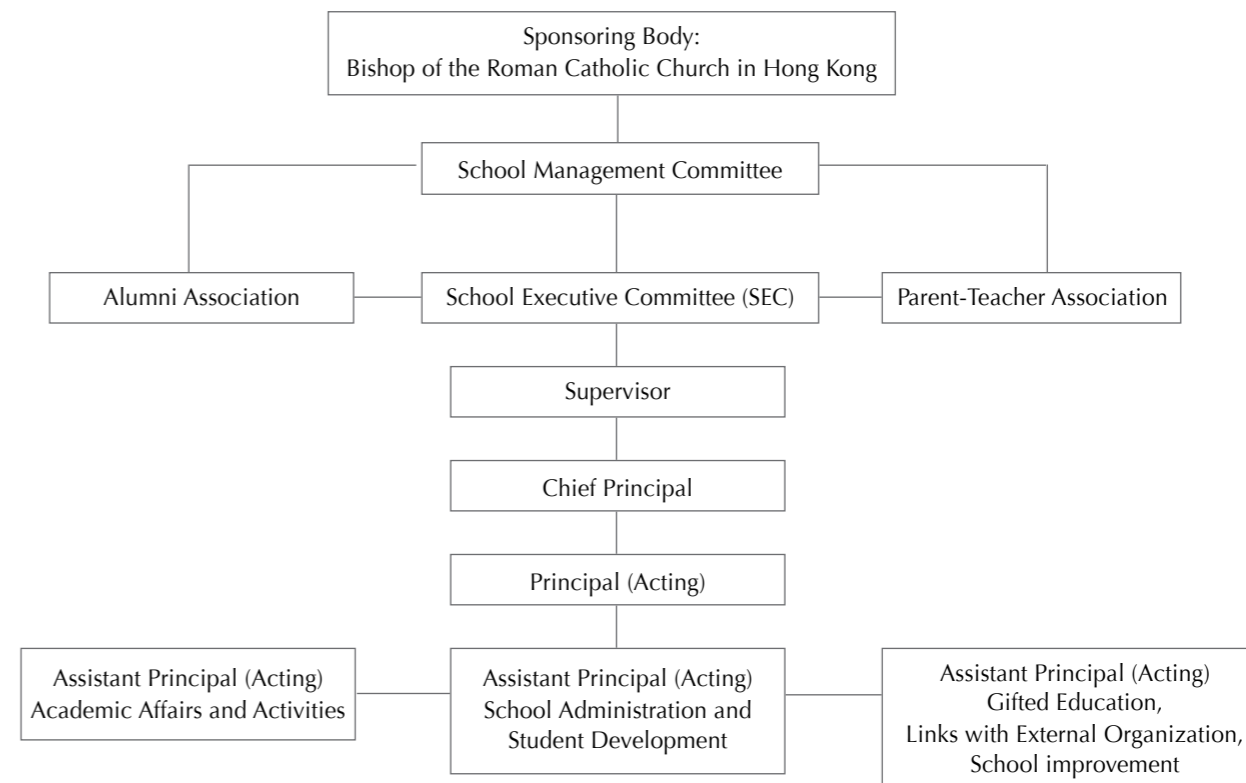 Sponsoring Body:
Bishop of the Roman Catholic Church in Hong Kong
School Management Committee
Alumni Association
School Executive Committee (SEC)
Parent-Teacher Association
Supervisor
Chief Principal
Principal (Acting)
Assistant Principal (Acting)
Academic Affairs and Activities
Assistant Principal (Acting)
School Administration and
Student Development
Assistant Principal (Acting)
Gifted Education,
Links with External Organization,
School improvement